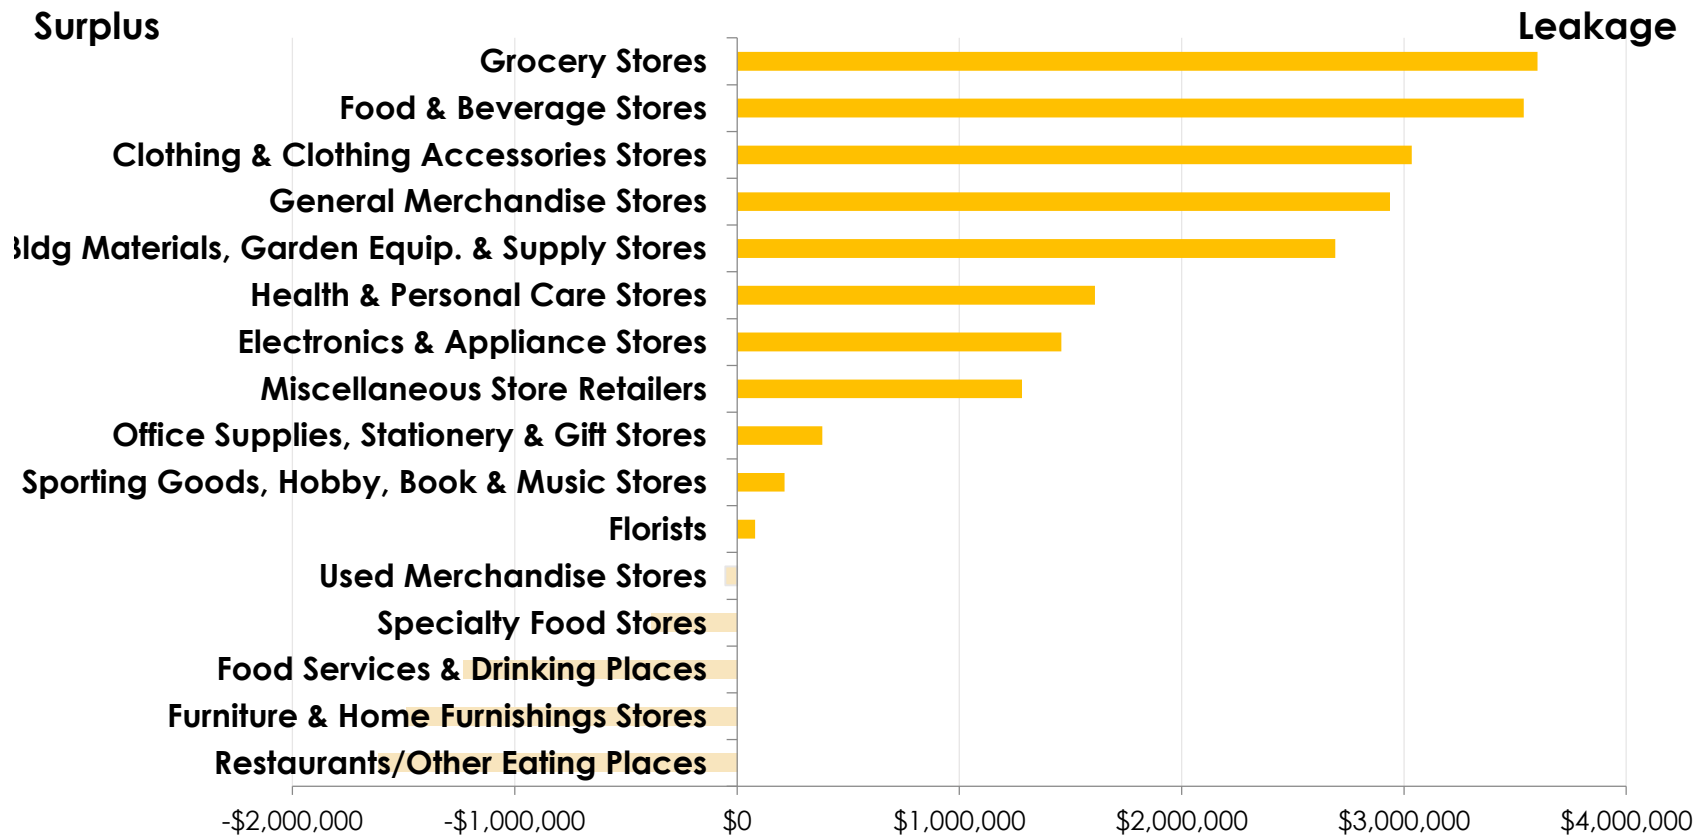 Surplus
Leakage
Grocery Stores
Food & Beverage Stores
Clothing & Clothing Accessories Stores
General Merchandise Stores
ldg Materials, Garden Equip. & Supply Stores
Health & Personal Care Stores
Electronics & Appliance Stores
Miscellaneous Store Retailers
Office Supplies, Stationery & Gift Stores
Sporting Goods, Hobby, Book & Music Stores
Florists
Used Merchandise Stores
Specialty Food Stores
Food Services & Drinking Places
Furniture & Home Furnishings Stores
Restaurants/Other Eating Places
-$2,000,000 -$1,000,000 $0 $1,000,000 $2,000,000 $3,000,000 $4,000,000